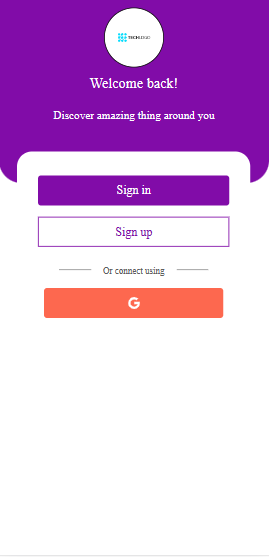 TECHLOGO
Welcome back!
Discover amazing thing around you
Sign in
Sign up
Or connect using
G